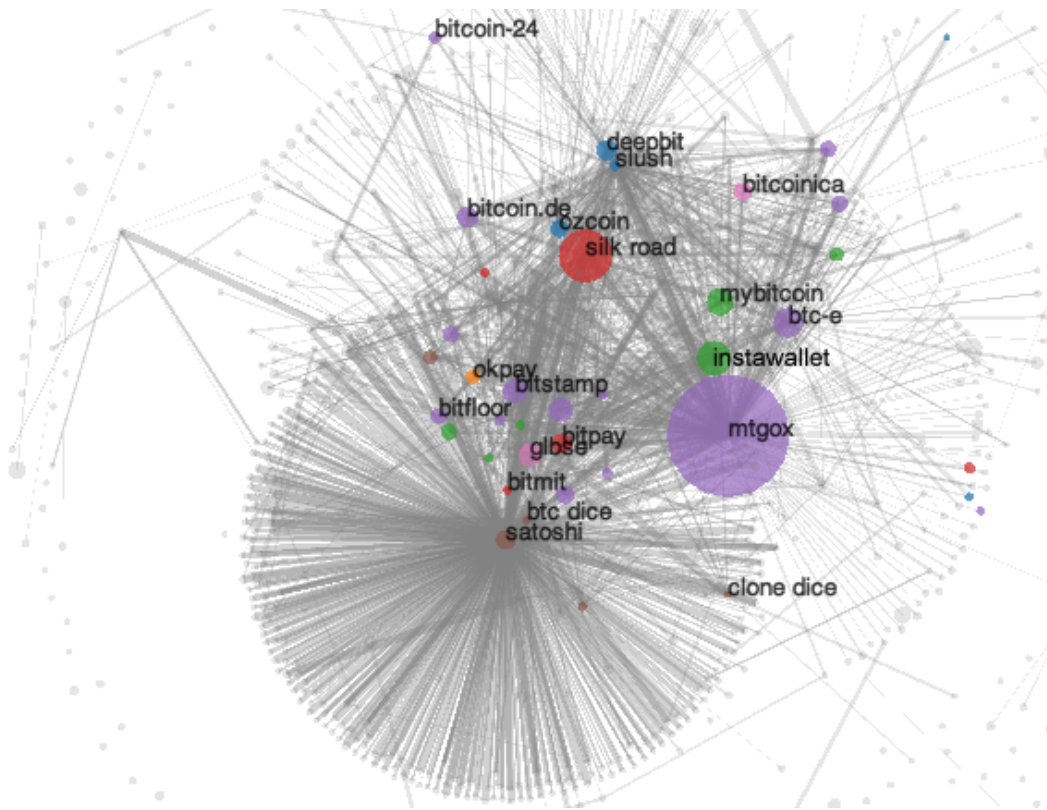 bitcoin-24
deepbit
slush
bitcoinica
bitcoin.de
ozcoin
silk road
mybitcoin
btc-e
instawallet
okpay
bitstamp
bitfloor
mtgox
bitpay
glbse
bitmit
btc dice
satoshi
clone dice